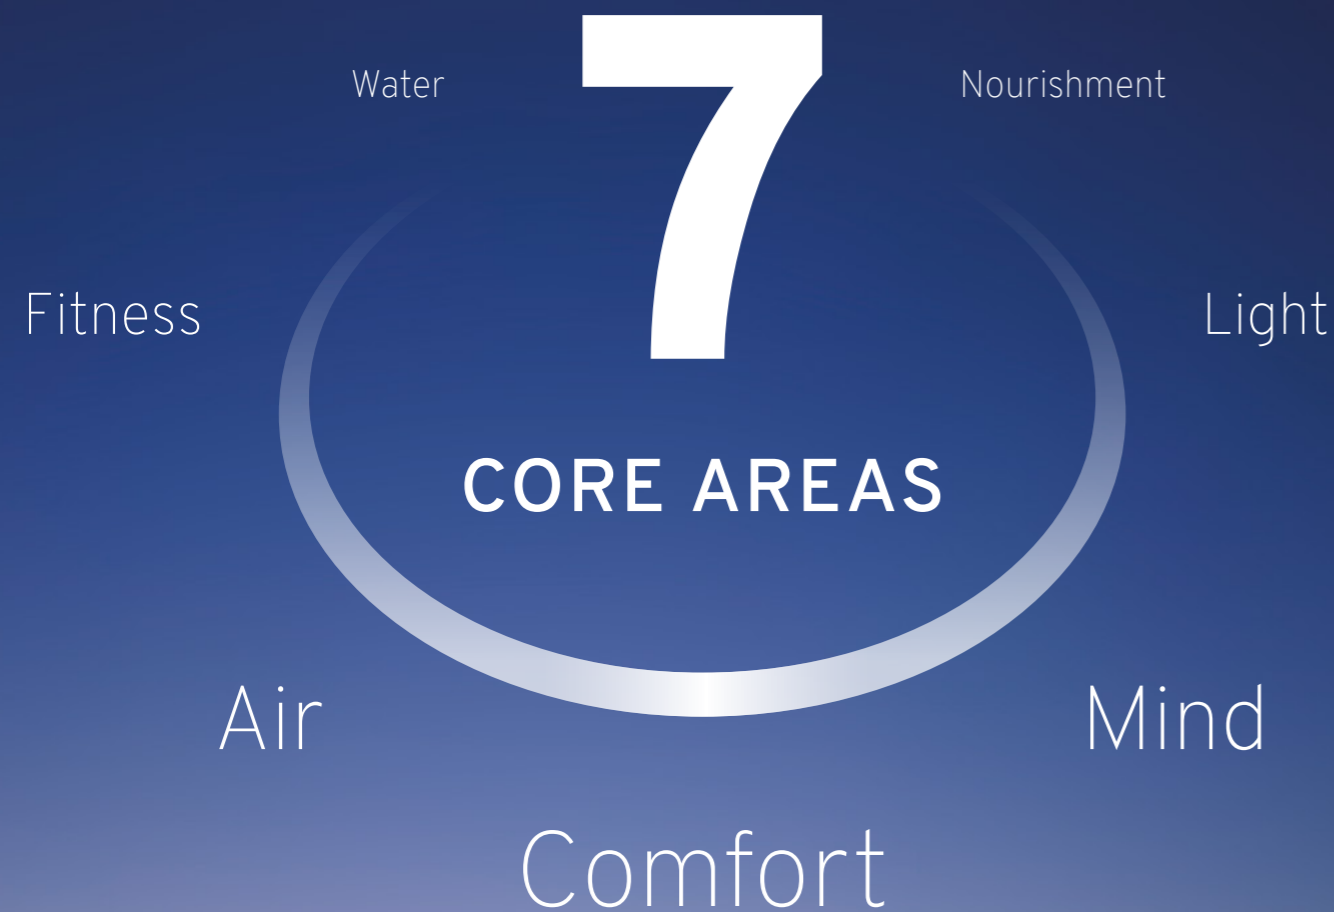 7
CORE AREAS
Water
Nourishment
Fitness
Light
Air
Mind
Comfort